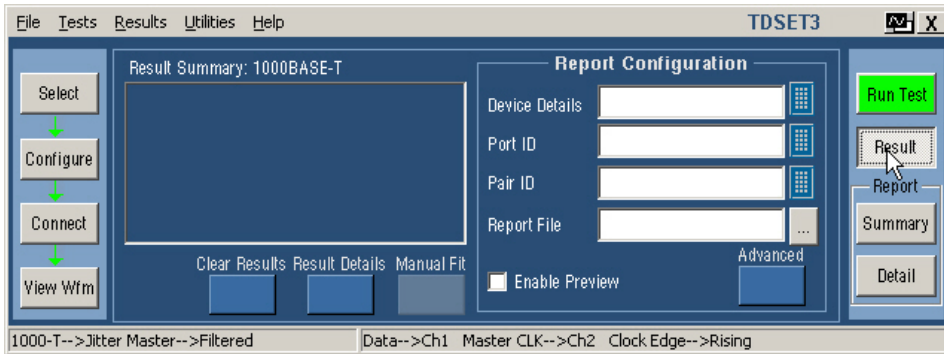 File Tests Results Utilities Help TDSET3 X
Select
Configure
Connect
View Wfm
Result Summary: 1000BASE-T
Clear Results Result Details Manual Fit
Report Configuration
Device Details
Port ID
Pair ID
Report File ...
Enable Preview
Advanced
Run Test
Result
Report
Summary
Detail
1000-T-->Jitter Master-->Filtered Data-->Ch1 Master CLK-->Ch2 Clock Edge-->Rising